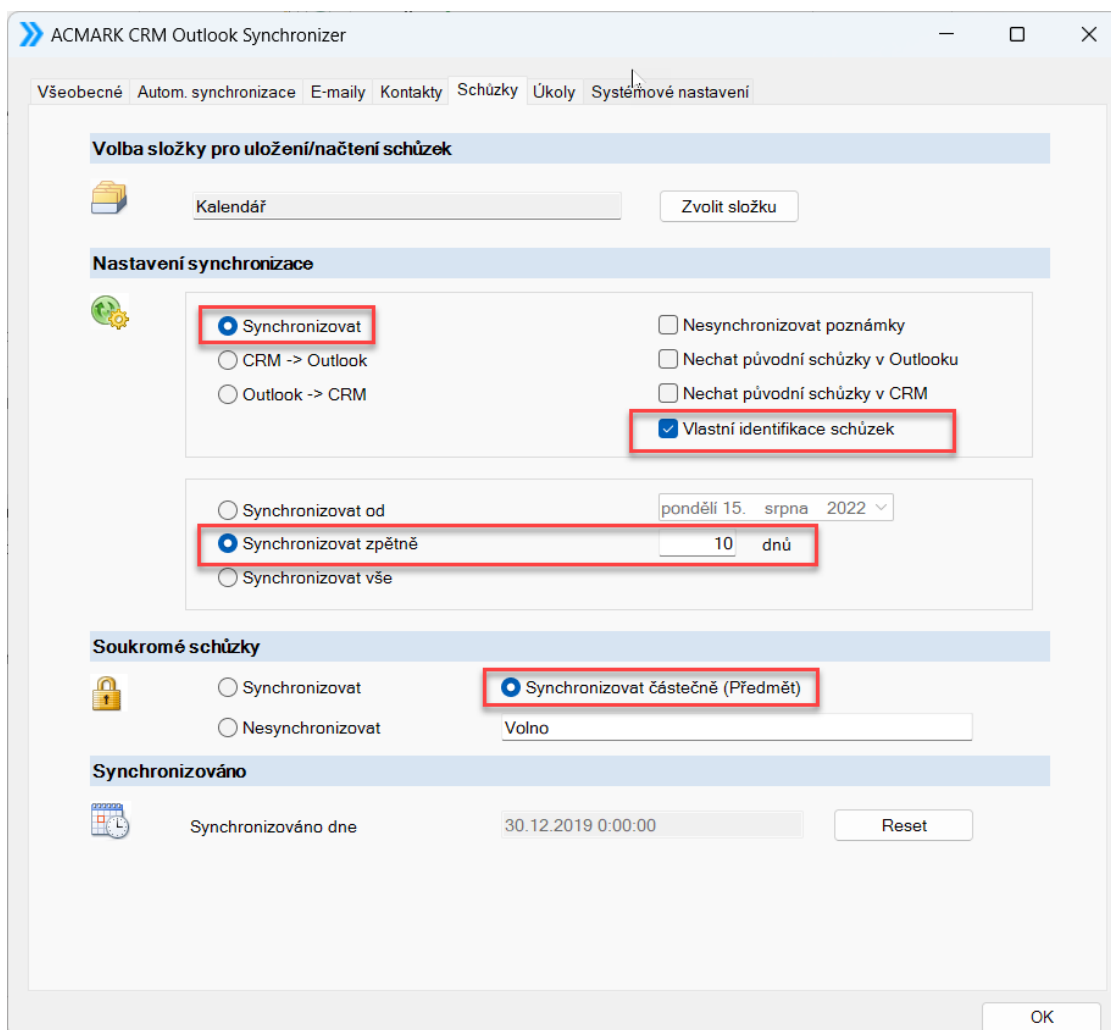 ACMARK CRM Outlook Synchronizer
Všeobecné Autom. synchronizace E-maily Kontakty Schůzky Úkoly Systémové nastavení
Volba složky pro uložení/načtení schůzek
Kalendář Zvolit složku
Nastavení synchronizace
Synchronizovat Nesynchronizovat poznámky
CRM -> Outlook Nechat původní schůzky v Outlooku
Outlook -> CRM Nechat původní schůzky v CRM
Vlastní identifikace schůzek
Synchronizovat od pondělí 15. srpna 2022
Synchronizovat zpětně 10 dnů
Synchronizovat vše
Soukromé schůzky
Synchronizovat Synchronizovat částečně (Předmět)
Nesynchronizovat Volno
Synchronizováno
Synchronizováno dne 30.12.2019 0:00:00 Reset
OK